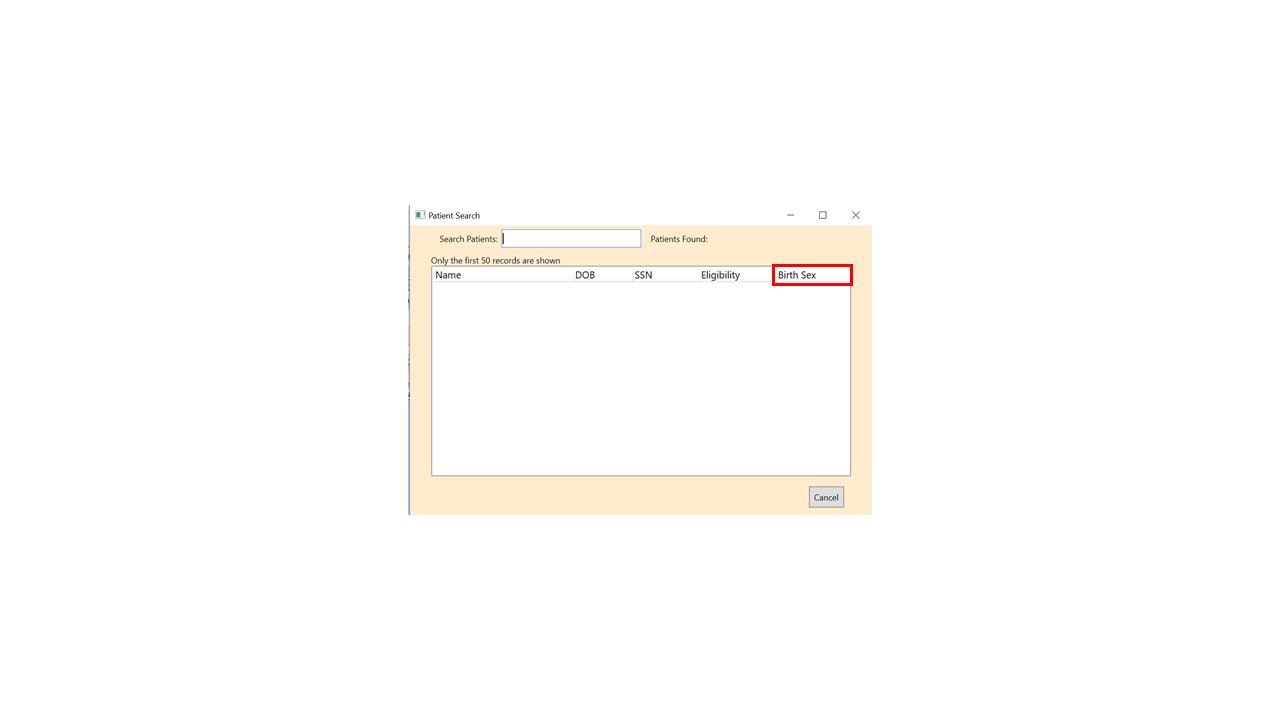 Patient Search
Search Patients: Patients Found:
Only the first 50 records are shown
Name DOB SSN Eligibility Birth Sex
Cancel